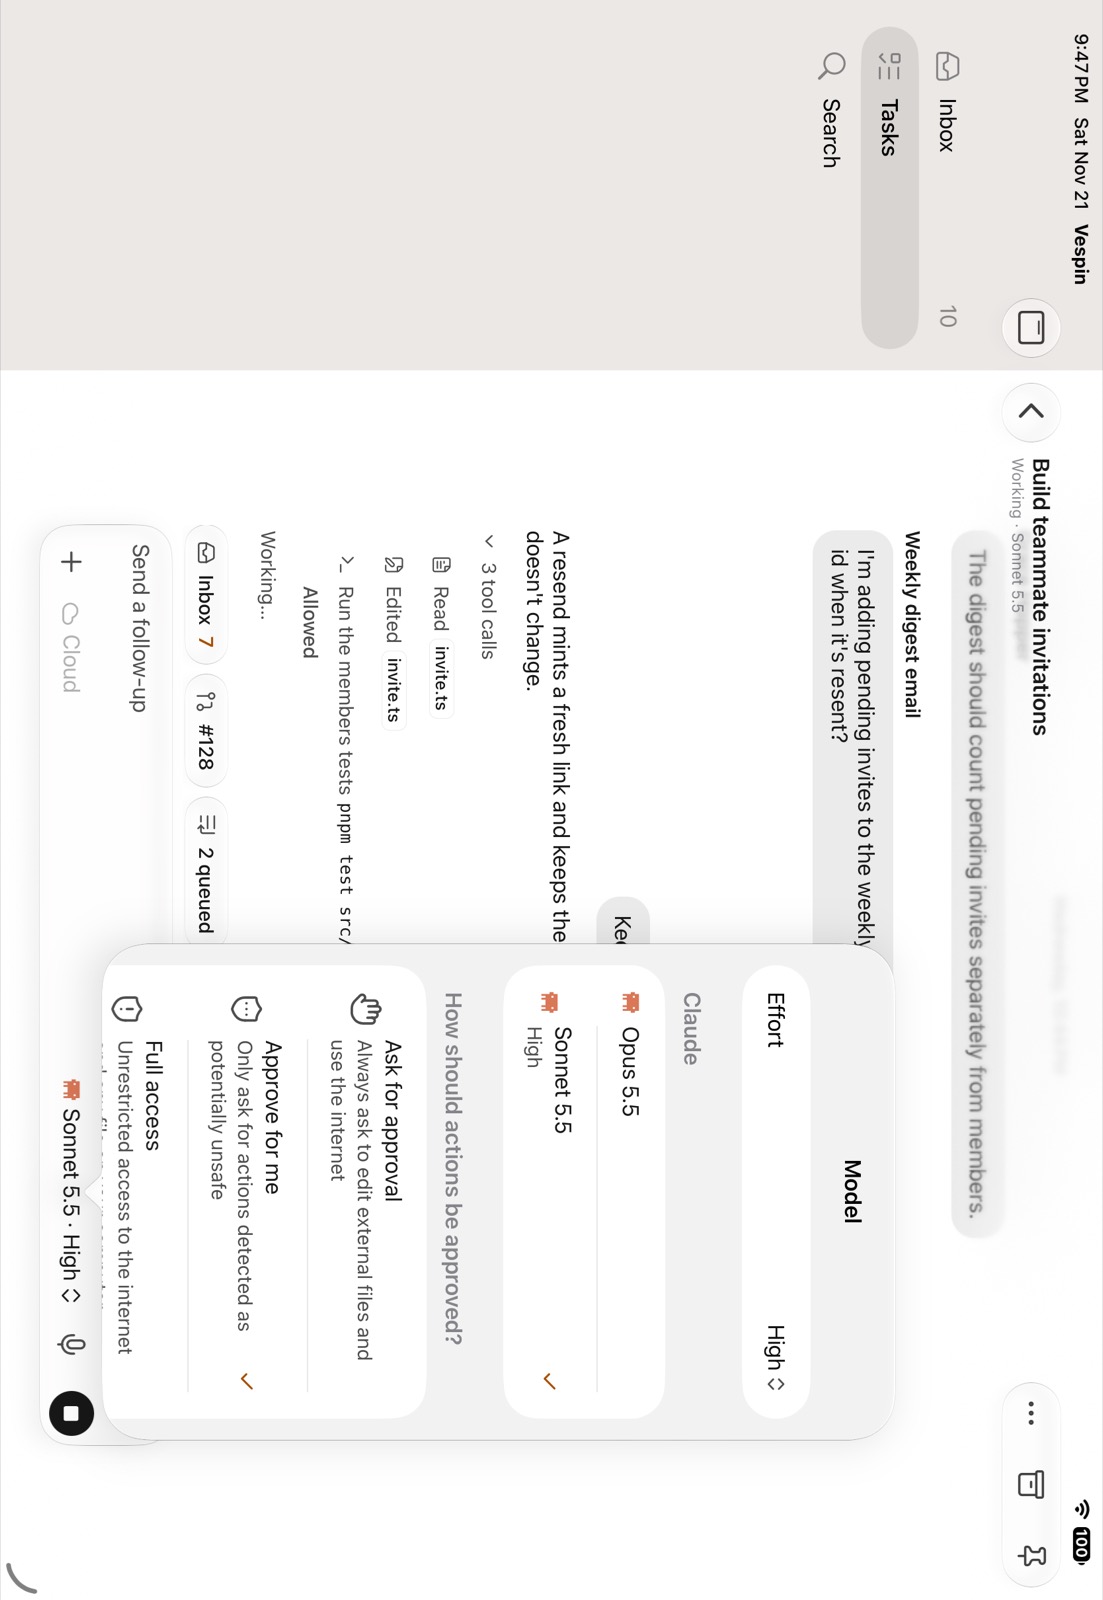 9:47 PM Sat Nov 21 Vespin
100
Build teammate invitations
Working · Sonnet 5.5
Inbox 10
Tasks
Search
The digest should count pending invites separately from members.
Weekly digest email
I'm adding pending invites to the weekly
id when it's resent?
A resend mints a fresh link and keeps the
doesn't change.
3 tool calls
Read invite.ts
Edited invite.ts
Run the members tests pnpm test src/
Allowed
Working...
Inbox 7
#128
2 queued
Send a follow-up
Cloud
Sonnet 5.5 · High
Model
Effort High
Claude
Opus 5.5
Sonnet 5.5
High
How should actions be approved?
Ask for approval
Always ask to edit external files and
use the internet
Approve for me
Only ask for actions detected as
potentially unsafe
Full access
Unrestricted access to the internet